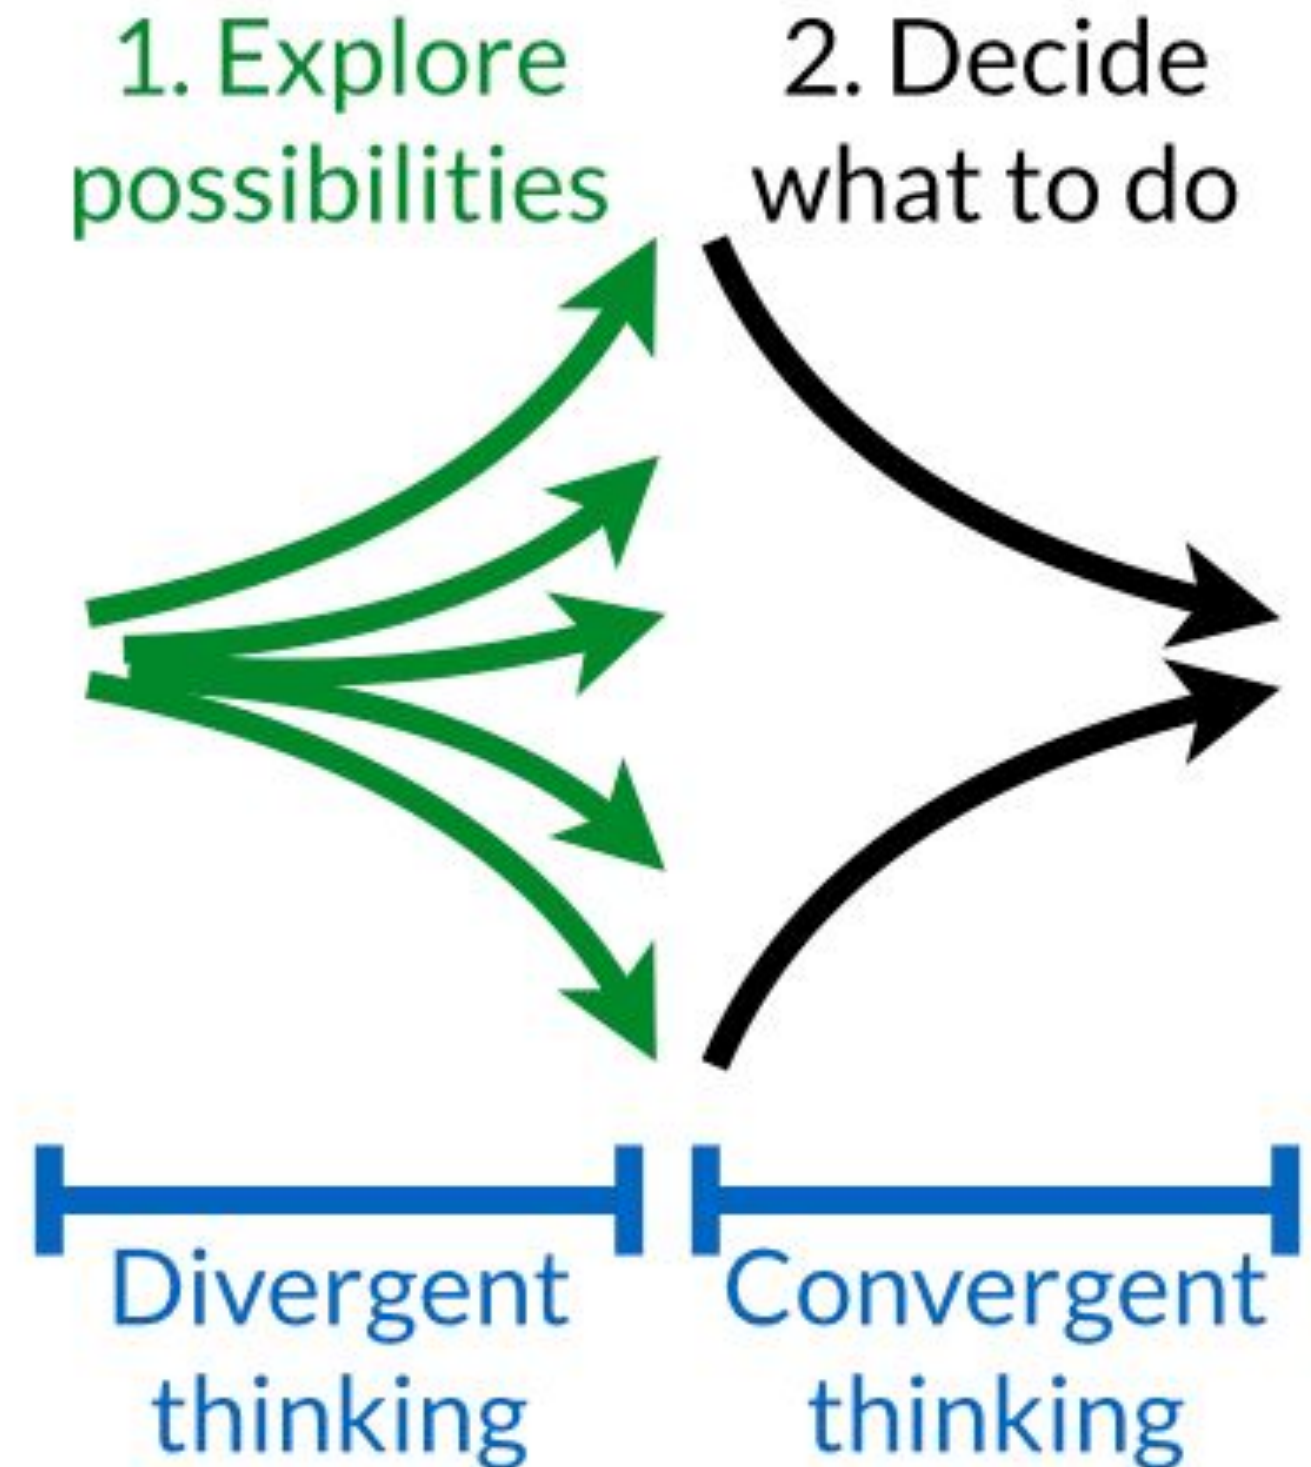 1. Explore
possibilities
2. Decide
what to do
Divergent
thinking
Convergent
thinking